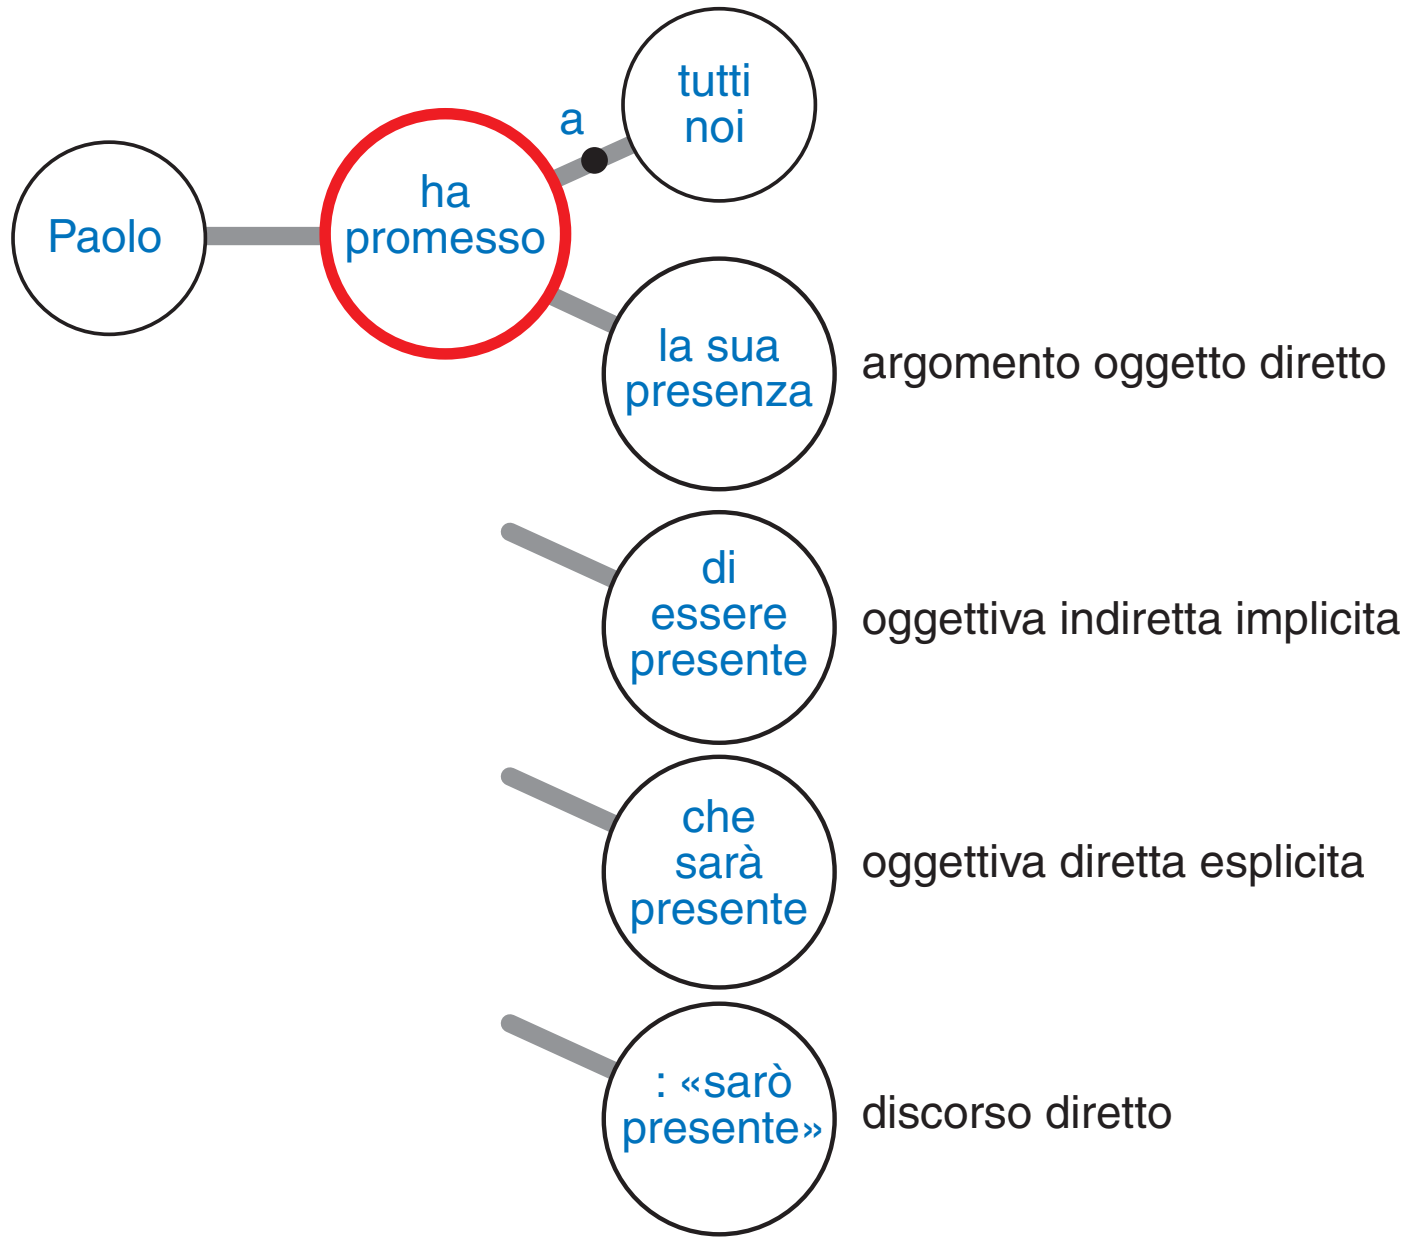 tutti
noi
a
Paolo
ha
promesso
la sua
presenza
argomento oggetto diretto
di
essere
presente
oggettiva indiretta implicita
che
sarà
presente
oggettiva diretta esplicita
: «sarò
presente»
discorso diretto